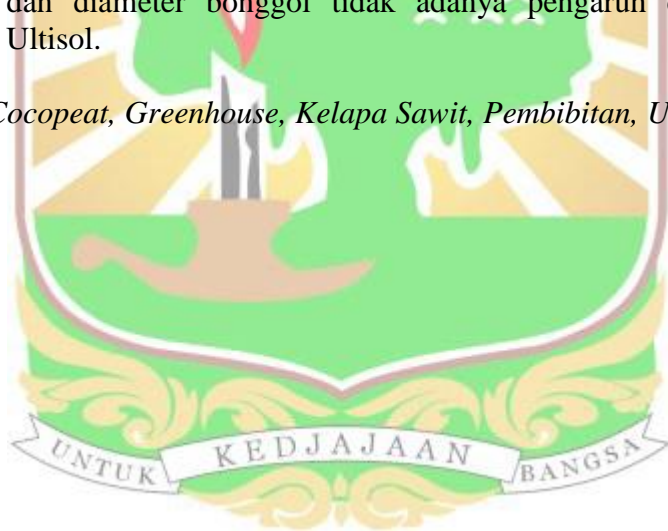 dan diameter bonggol tidak adanya pengaruh
Ultisol.
Cocopeat, Greenhouse, Kelapa Sawit, Pembibitan,
UNTUK KEDJAJAAN BANGSA